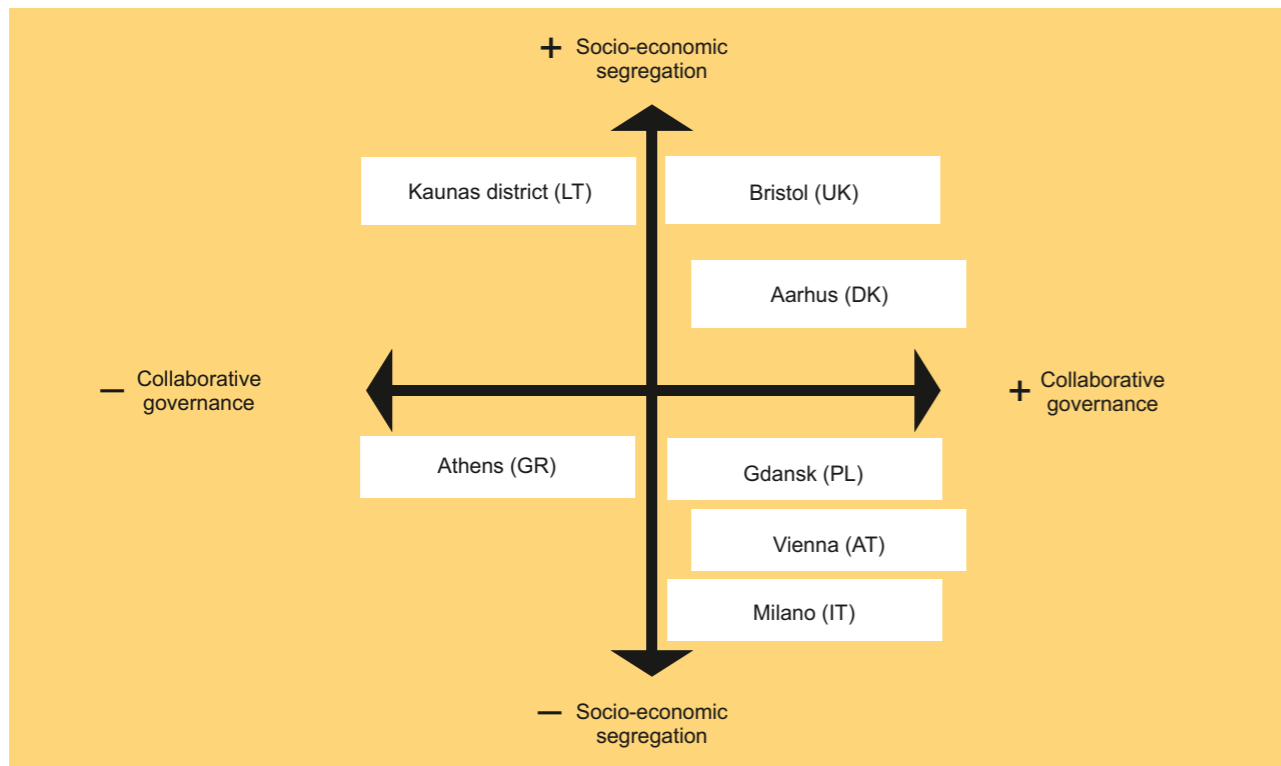 + Socio-economic
segregation
Kaunas district (LT)
Bristol (UK)
Aarhus (DK)
– Collaborative
governance
+ Collaborative
governance
Athens (GR)
Gdansk (PL)
Vienna (AT)
Milano (IT)
– Socio-economic
segregation